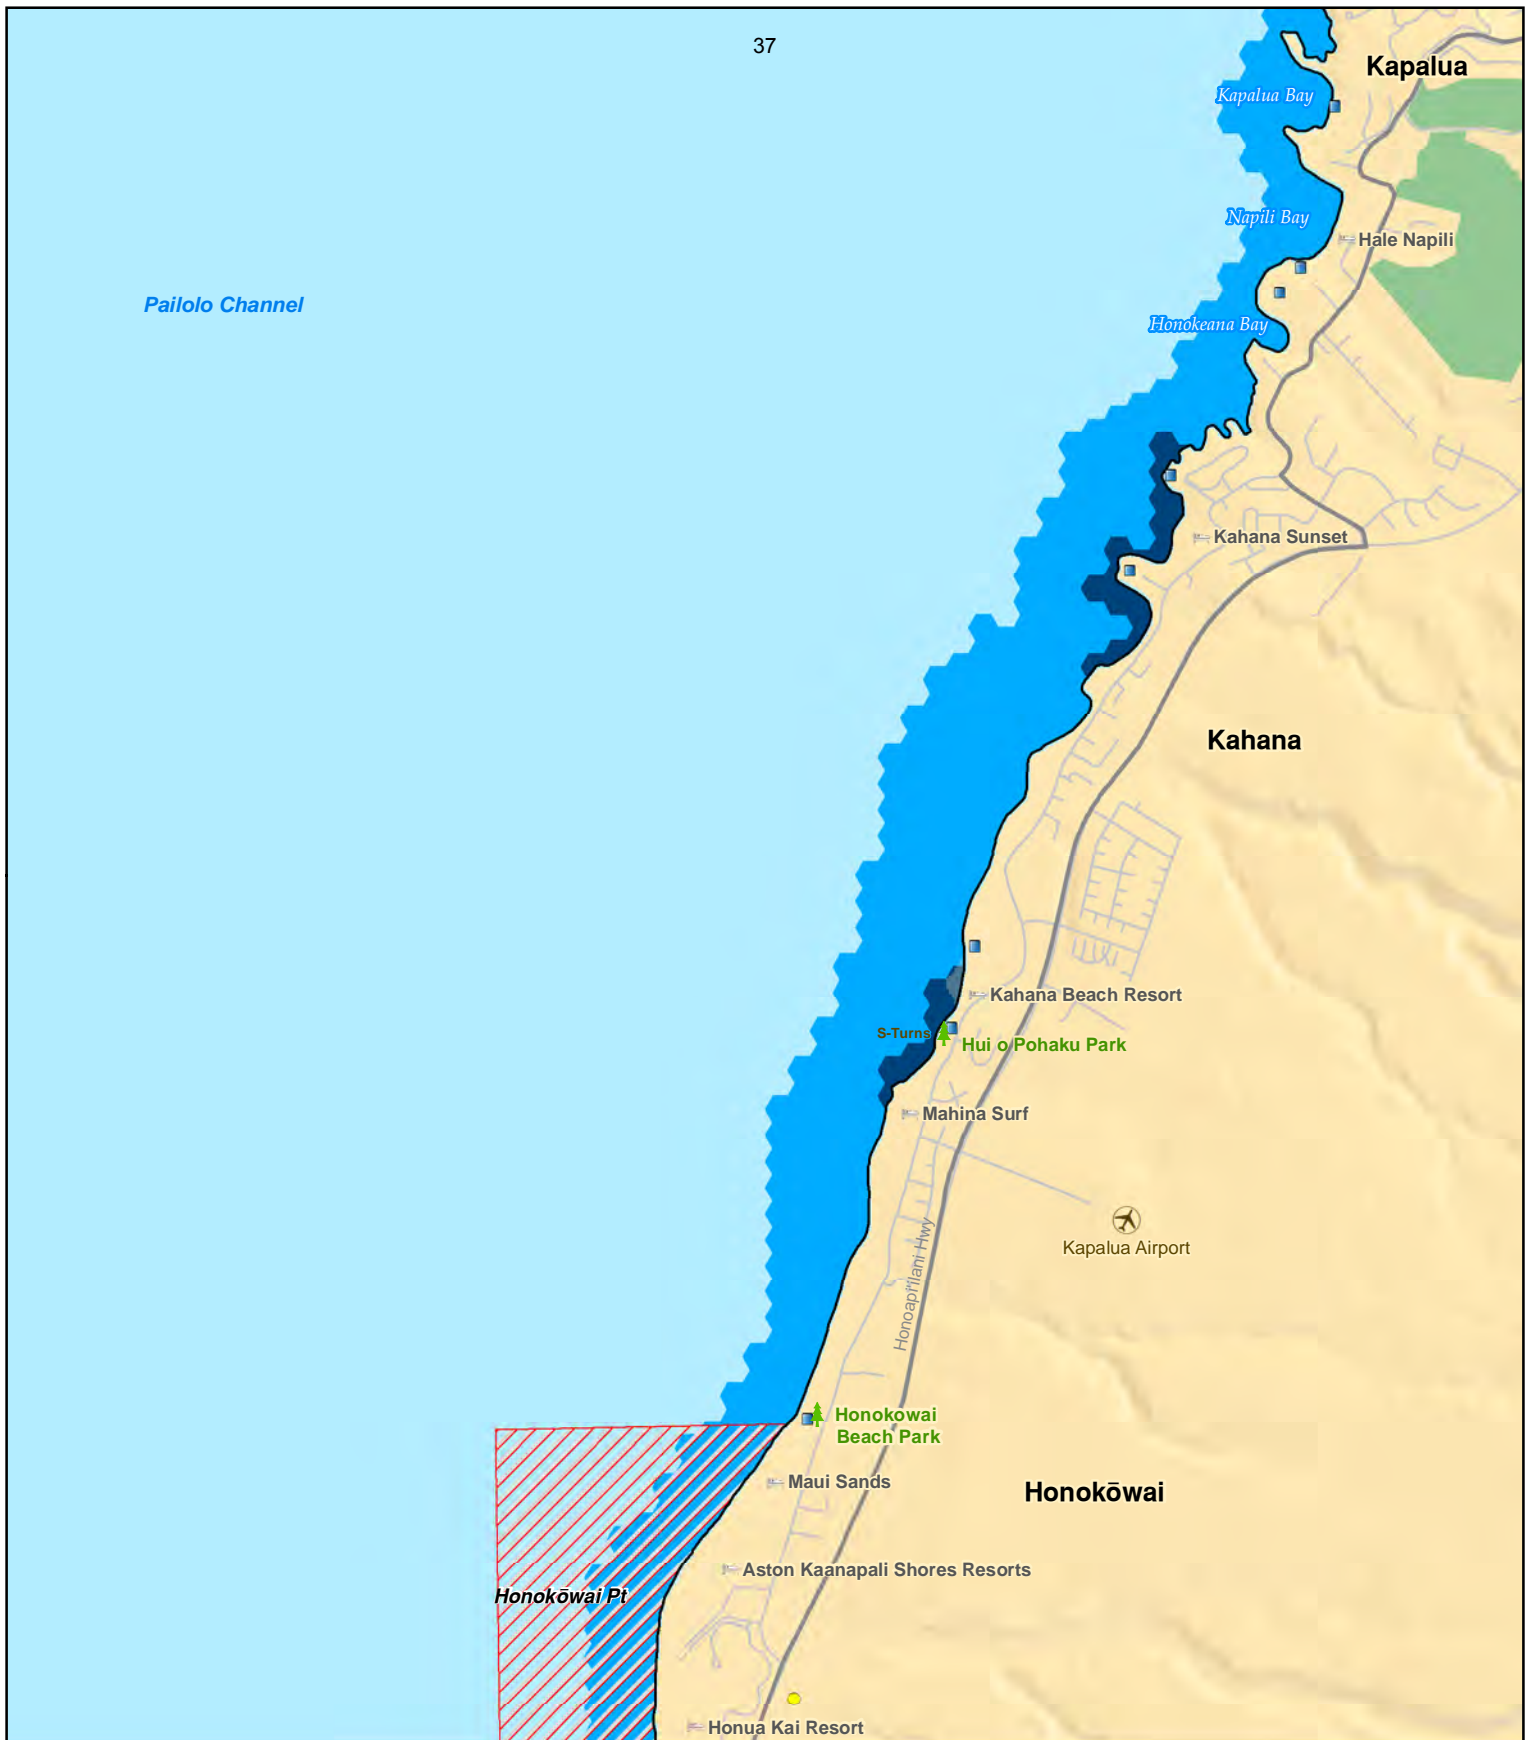 37
Kapalua
Kapalua Bay
Napili Bay
Hale Napili
Pailolo Channel
Honokeana Bay
Kahana Sunset
Kahana
Kahana Beach Resort
S-Turns
Hui o Pohaku Park
Mahina Surf
Kapalua Airport
Honoapi'ilani Hwy
Honokowai
Beach Park
Maui Sands
Honokōwai
Aston Kaanapali Shores Resorts
Honokōwai Pt
Honua Kai Resort